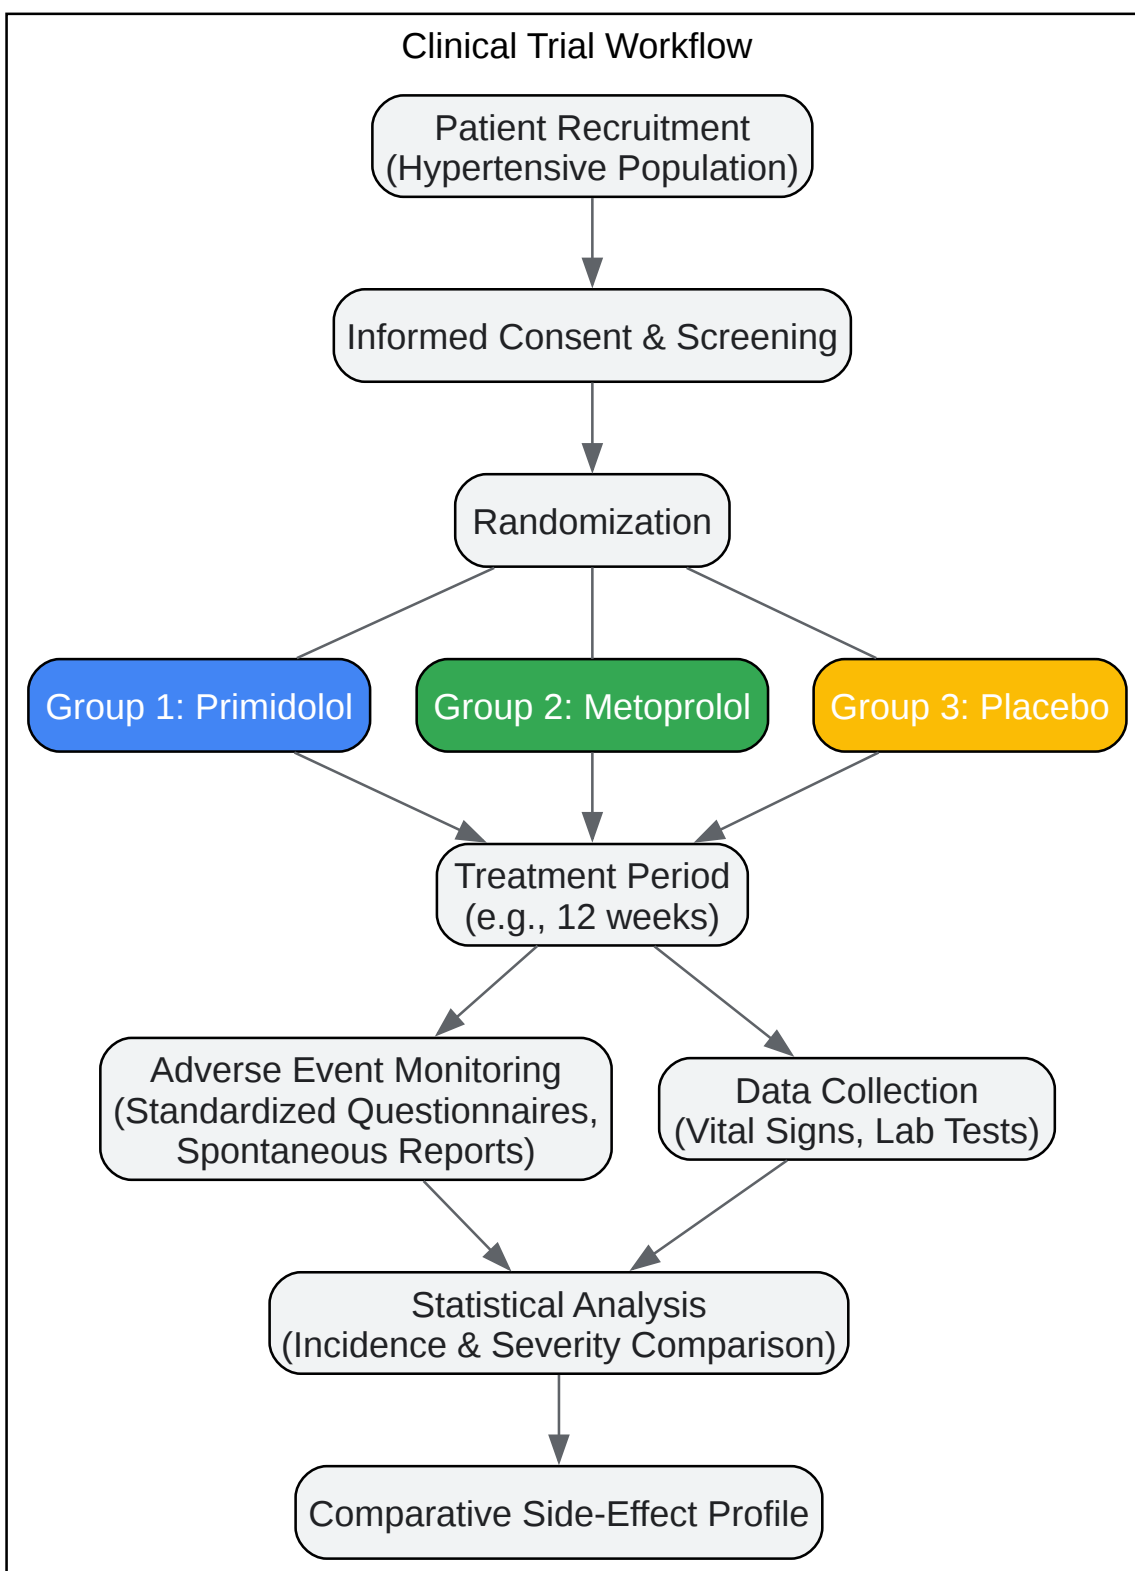 Clinical Trial Workflow
Patient Recruitment
(Hypertensive Population)
Informed Consent & Screening
Randomization
Group 1: Primidolol
Group 2: Metoprolol
Group 3: Placebo
Treatment Period
(e.g., 12 weeks)
Adverse Event Monitoring
(Standardized Questionnaires,
Spontaneous Reports)
Data Collection
(Vital Signs, Lab Tests)
Statistical Analysis
(Incidence & Severity Comparison)
Comparative Side-Effect Profile